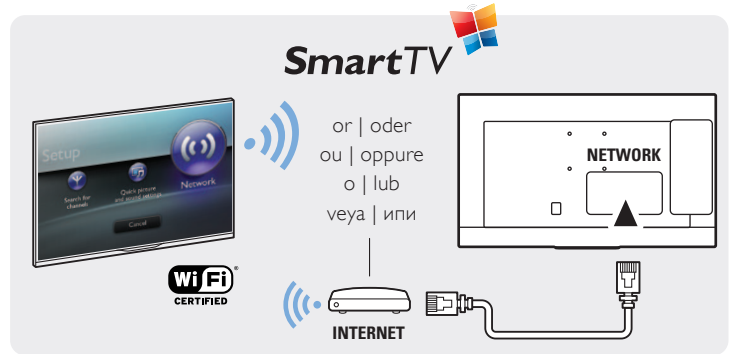 SmartTV
Setup
Network
Search for
channels
Quick picture
and sound settings
Cancel
or | oder
ou | oppure
o | lub
veya | ипи
NETWORK
Wi Fi®
CERTIFIED
INTERNET